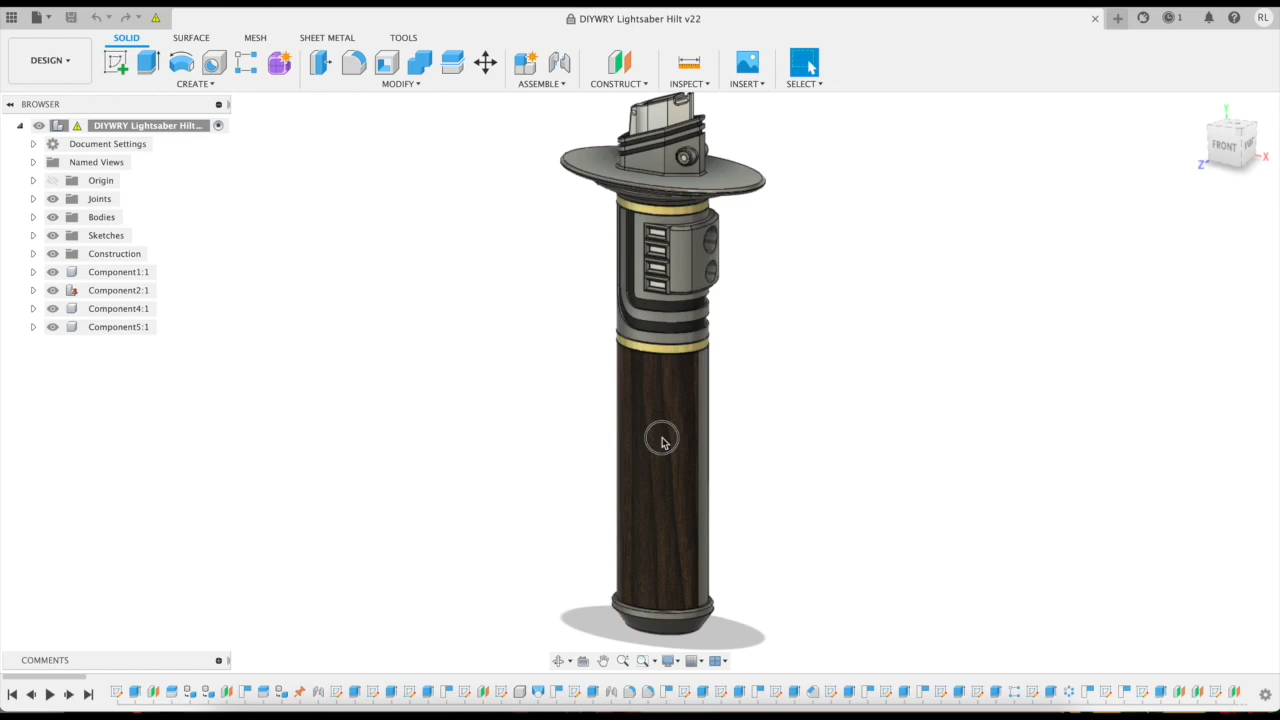 DIYWRY Lightsaber Hilt v22
1
RL
DESIGN
SOLID
SURFACE
MESH
SHEET METAL
TOOLS
CREATE
MODIFY
ASSEMBLE
CONSTRUCT
INSPECT
INSERT
SELECT
BROWSER
DIYWRY Lightsaber Hilt...
Document Settings
Named Views
Origin
Joints
Bodies
Sketches
Construction
Component1:1
Component2:1
Component4:1
Component5:1
Y
FRONT
Z
X
COMMENTS